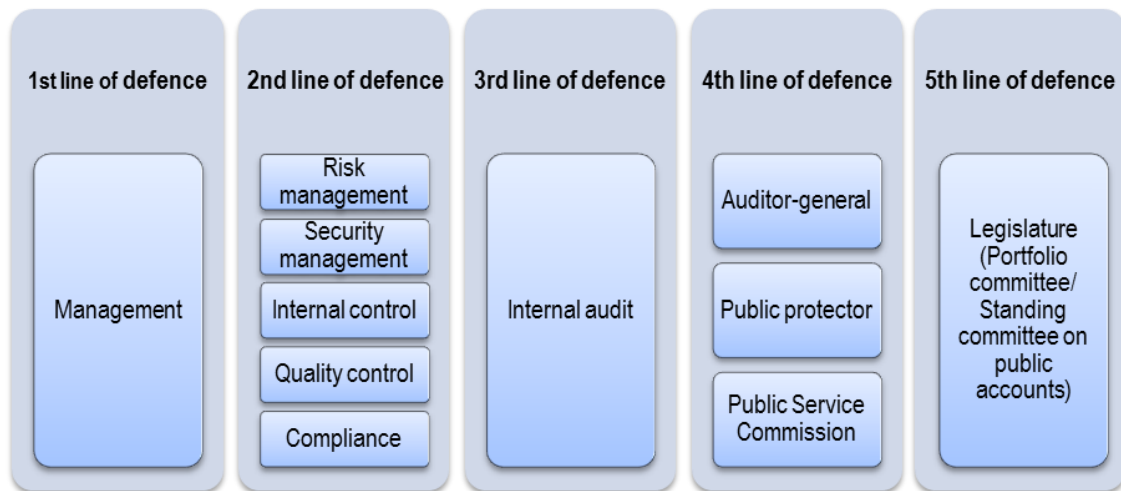 1st line of defence
2nd line of defence
3rd line of defence
4th line of defence
5th line of defence
Management
Risk
management
Security
management
Internal control
Quality control
Compliance
Internal audit
Auditor-general
Public protector
Public Service
Commission
Legislature
(Portfolio
committee/
Standing
committee on
public
accounts)